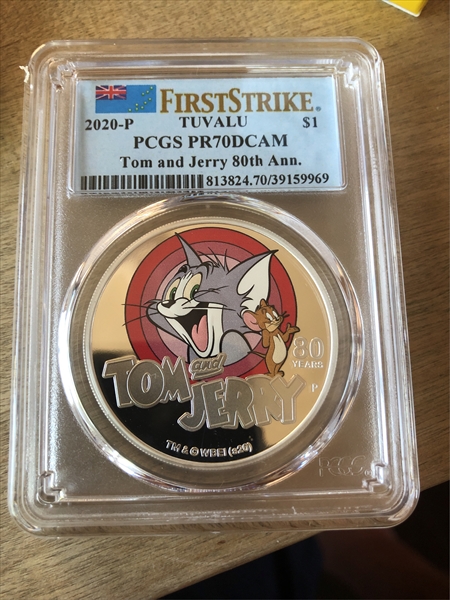 FIRSTSTRIKE®
2020-P TUVALU $1
PCGS PR70DCAM
Tom and Jerry 80th Ann.
813824.70/39159969
80
YEARS
P
TOM and
JERRY
TM & © WBEI (s20)
PCGS